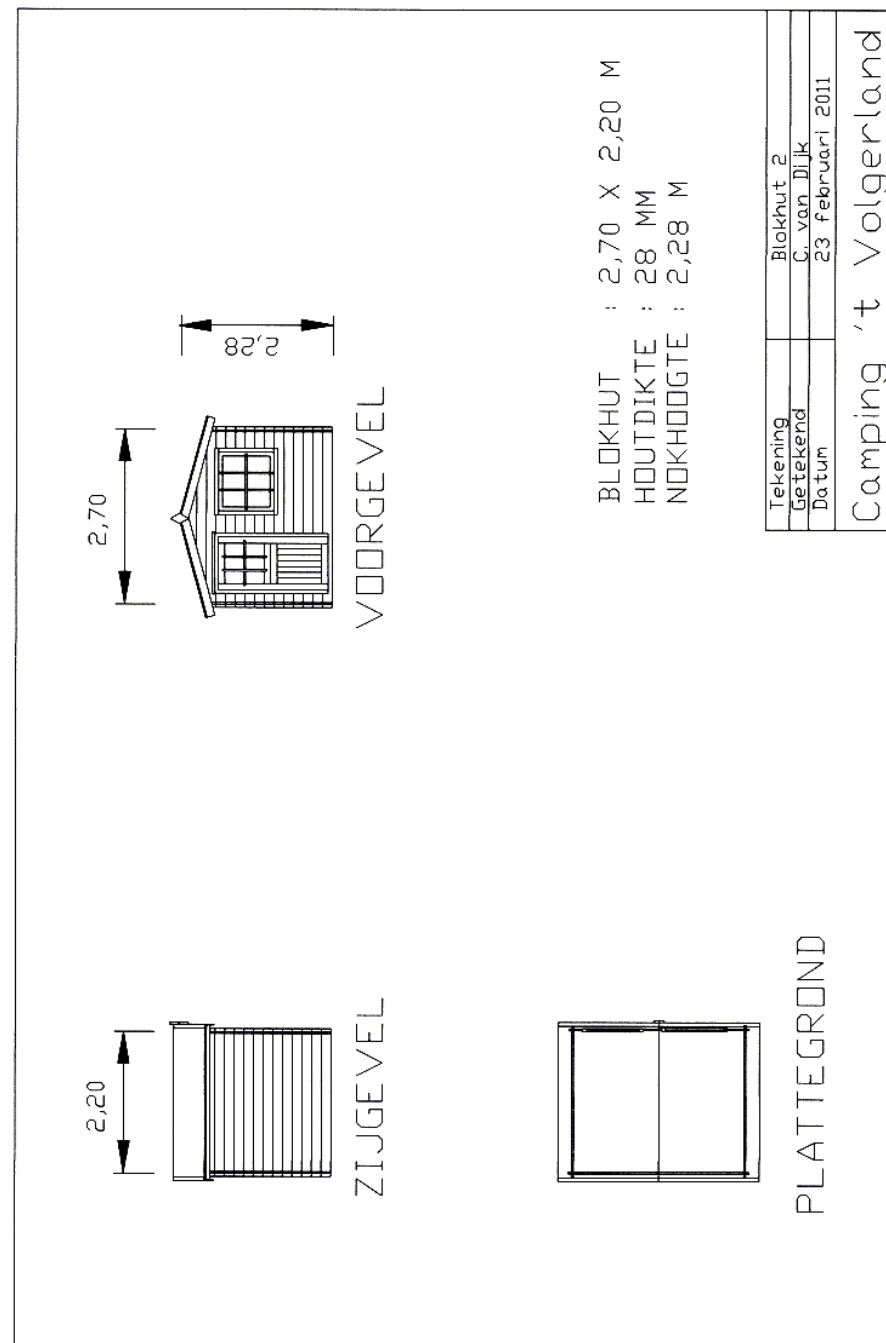 2,20
ZIJGEVEL
2,70
2,28
VOORGEVEL
PLATTEGROND
BLOKHUT : 2,70 X 2,20 M
HOUTDIKTE : 28 MM
NOKHOOGTE : 2,28 M
Tekening Blokhut 2
Getekend C. van Dijk
Datum 23 februari 2011
Camping 't Volgerland